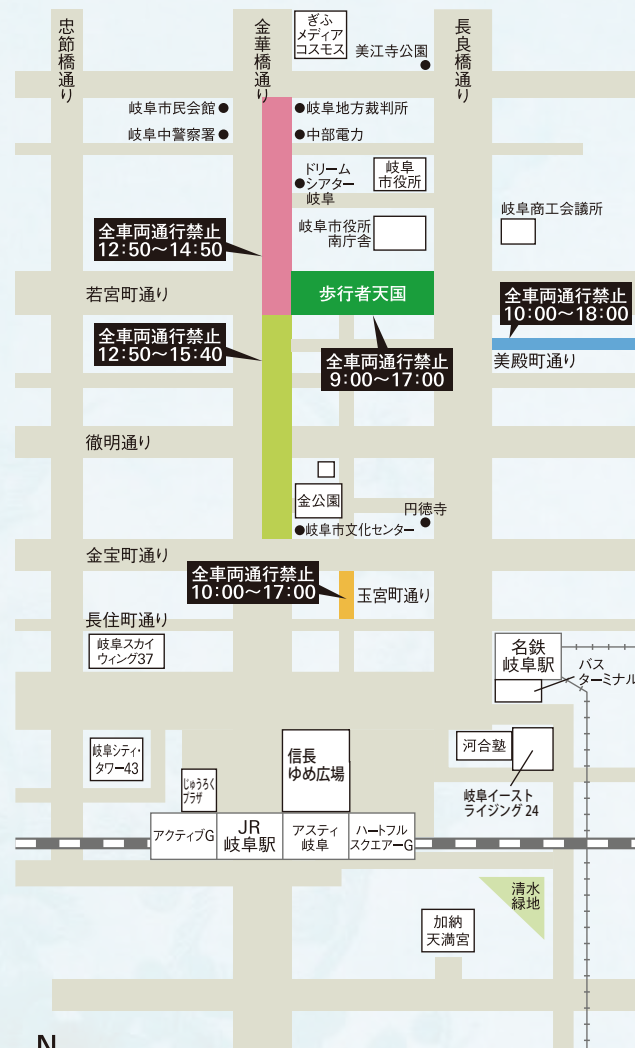 忠節橋通り
金華橋通り
ぎふ
メディア
コスモス
美江寺公園
長良橋通り
岐阜市民会館
岐阜地方裁判所
岐阜中警察署
中部電力
ドリーム
シアター
岐阜
岐阜
市役所
岐阜市役所
南庁舎
岐阜商工会議所
全車両通行禁止
12:50〜14:50
若宮町通り
歩行者天国
全車両通行禁止
10:00〜18:00
全車両通行禁止
12:50〜15:40
全車両通行禁止
9:00〜17:00
美殿町通り
徹明通り
金公園
円徳寺
岐阜市文化センター
金宝町通り
全車両通行禁止
10:00〜17:00
玉宮町通り
長住町通り
岐阜スカイ
ウィング37
名鉄
岐阜駅
バス
ターミナル
岐阜シティ・
タワー43
信長
ゆめ広場
河合塾
じゅうろく
プラザ
岐阜イースト
ライジング24
アクティブG
JR
岐阜駅
アスティ
岐阜
ハートフル
スクエアーG
清水
緑地
加納
天満宮
N